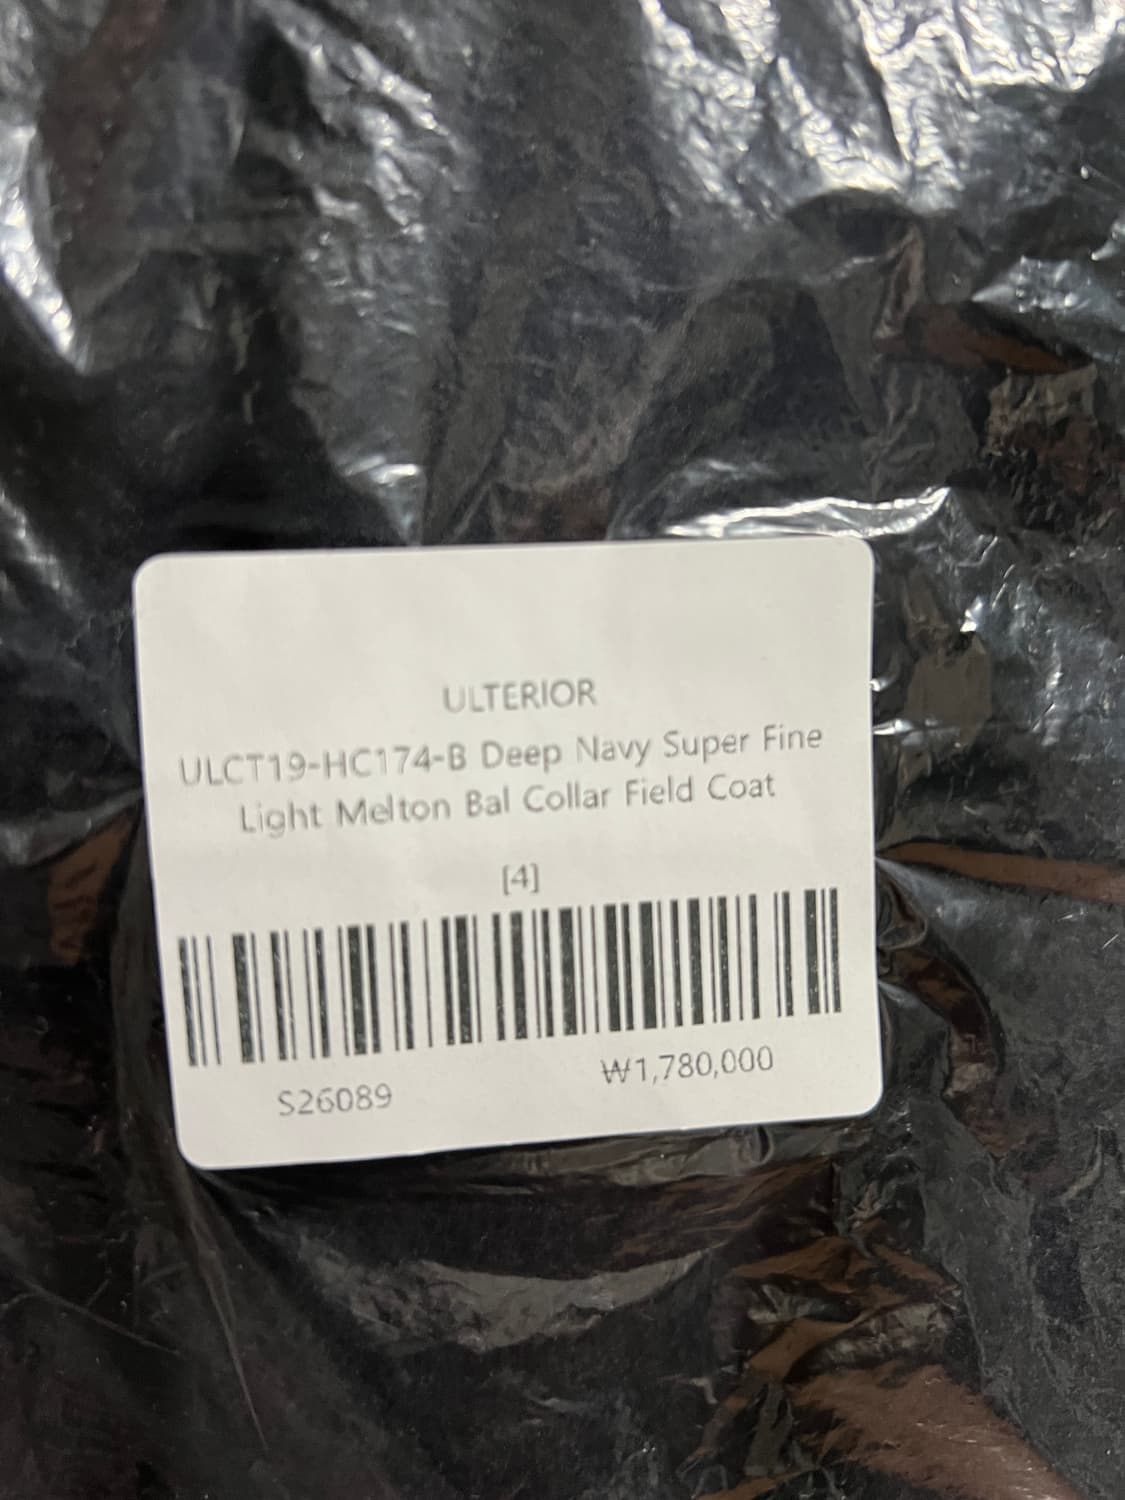 ULTERIOR
ULCT19-HC174-B Deep Navy Super Fine
Light Melton Bal Collar Field Coat
[4]
S26089
₩1,780,000